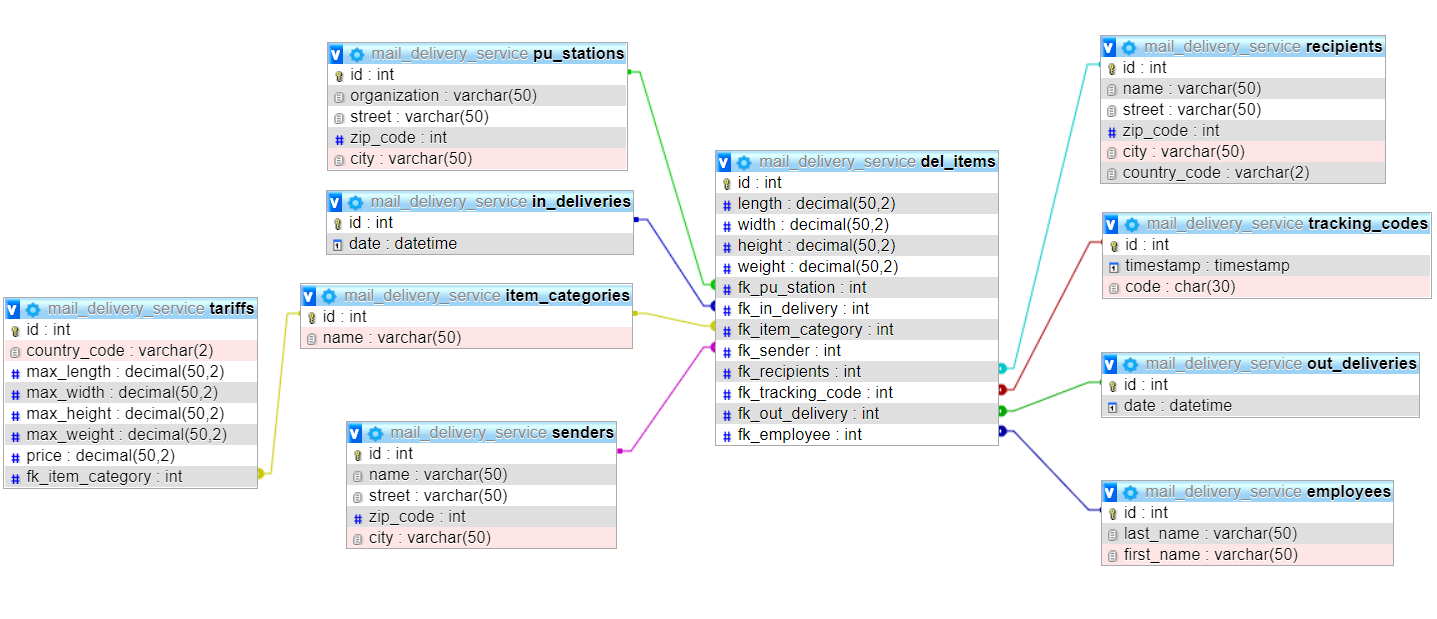 mail_delivery_service pu_stations
id : int
organization : varchar(50)
street : varchar(50)
zip_code : int
city : varchar(50)
mail_delivery_service in_deliveries
id : int
date : datetime
mail_delivery_service item_categories
id : int
name : varchar(50)
mail_delivery_service tariffs
id : int
country_code : varchar(2)
max_length : decimal(50,2)
max_width : decimal(50,2)
max_height : decimal(50,2)
max_weight : decimal(50,2)
price : decimal(50,2)
fk_item_category : int
mail_delivery_service senders
id : int
name : varchar(50)
street : varchar(50)
zip_code : int
city : varchar(50)
mail_delivery_service del_items
id : int
length : decimal(50,2)
width : decimal(50,2)
height : decimal(50,2)
weight : decimal(50,2)
fk_pu_station : int
fk_in_delivery : int
fk_item_category : int
fk_sender : int
fk_recipients : int
fk_tracking_code : int
fk_out_delivery : int
fk_employee : int
mail_delivery_service recipients
id : int
name : varchar(50)
street : varchar(50)
zip_code : int
city : varchar(50)
country_code : varchar(2)
mail_delivery_service tracking_codes
id : int
timestamp : timestamp
code : char(30)
mail_delivery_service out_deliveries
id : int
date : datetime
mail_delivery_service employees
id : int
last_name : varchar(50)
first_name : varchar(50)